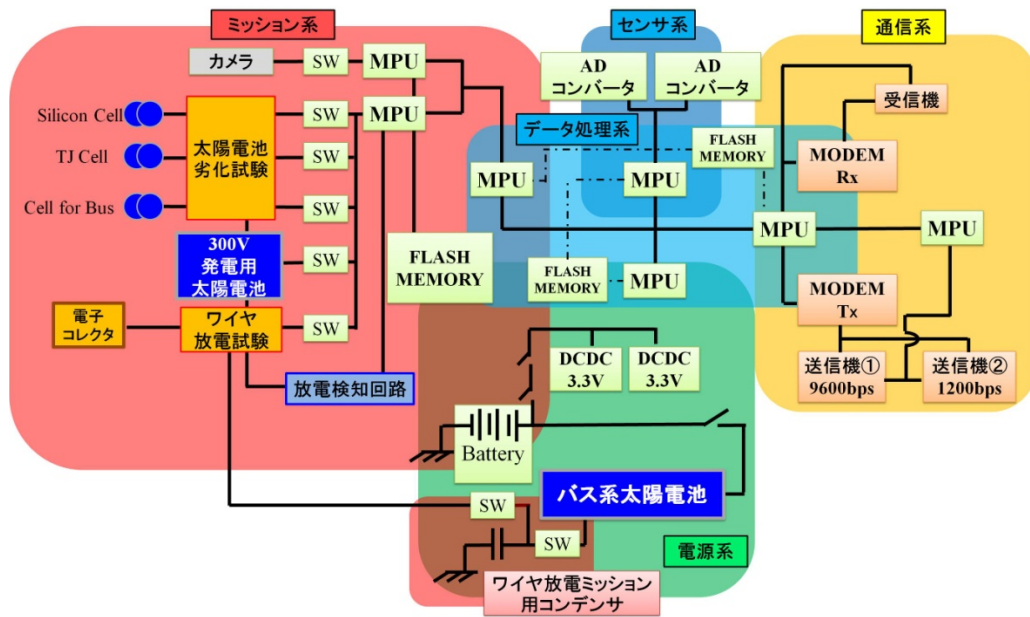 ミッション系
センサ系
通信系
カメラ
SW
MPU
AD
コンバータ
AD
コンバータ
受信機
Silicon Cell
太陽電池
劣化試験
SW
MPU
データ処理系
FLASH
MEMORY
MODEM
Rx
TJ Cell
SW
MPU
MPU
Cell for Bus
SW
MPU
MPU
300V
発電用
太陽電池
SW
FLASH
MEMORY
FLASH
MEMORY
MPU
MODEM
Tx
電子
コレクタ
ワイヤ
放電試験
SW
DCDC
3.3V
DCDC
3.3V
送信機①
9600bps
送信機②
1200bps
放電検知回路
Battery
バス系太陽電池
SW
SW
電源系
ワイヤ放電ミッション
用コンデンサ